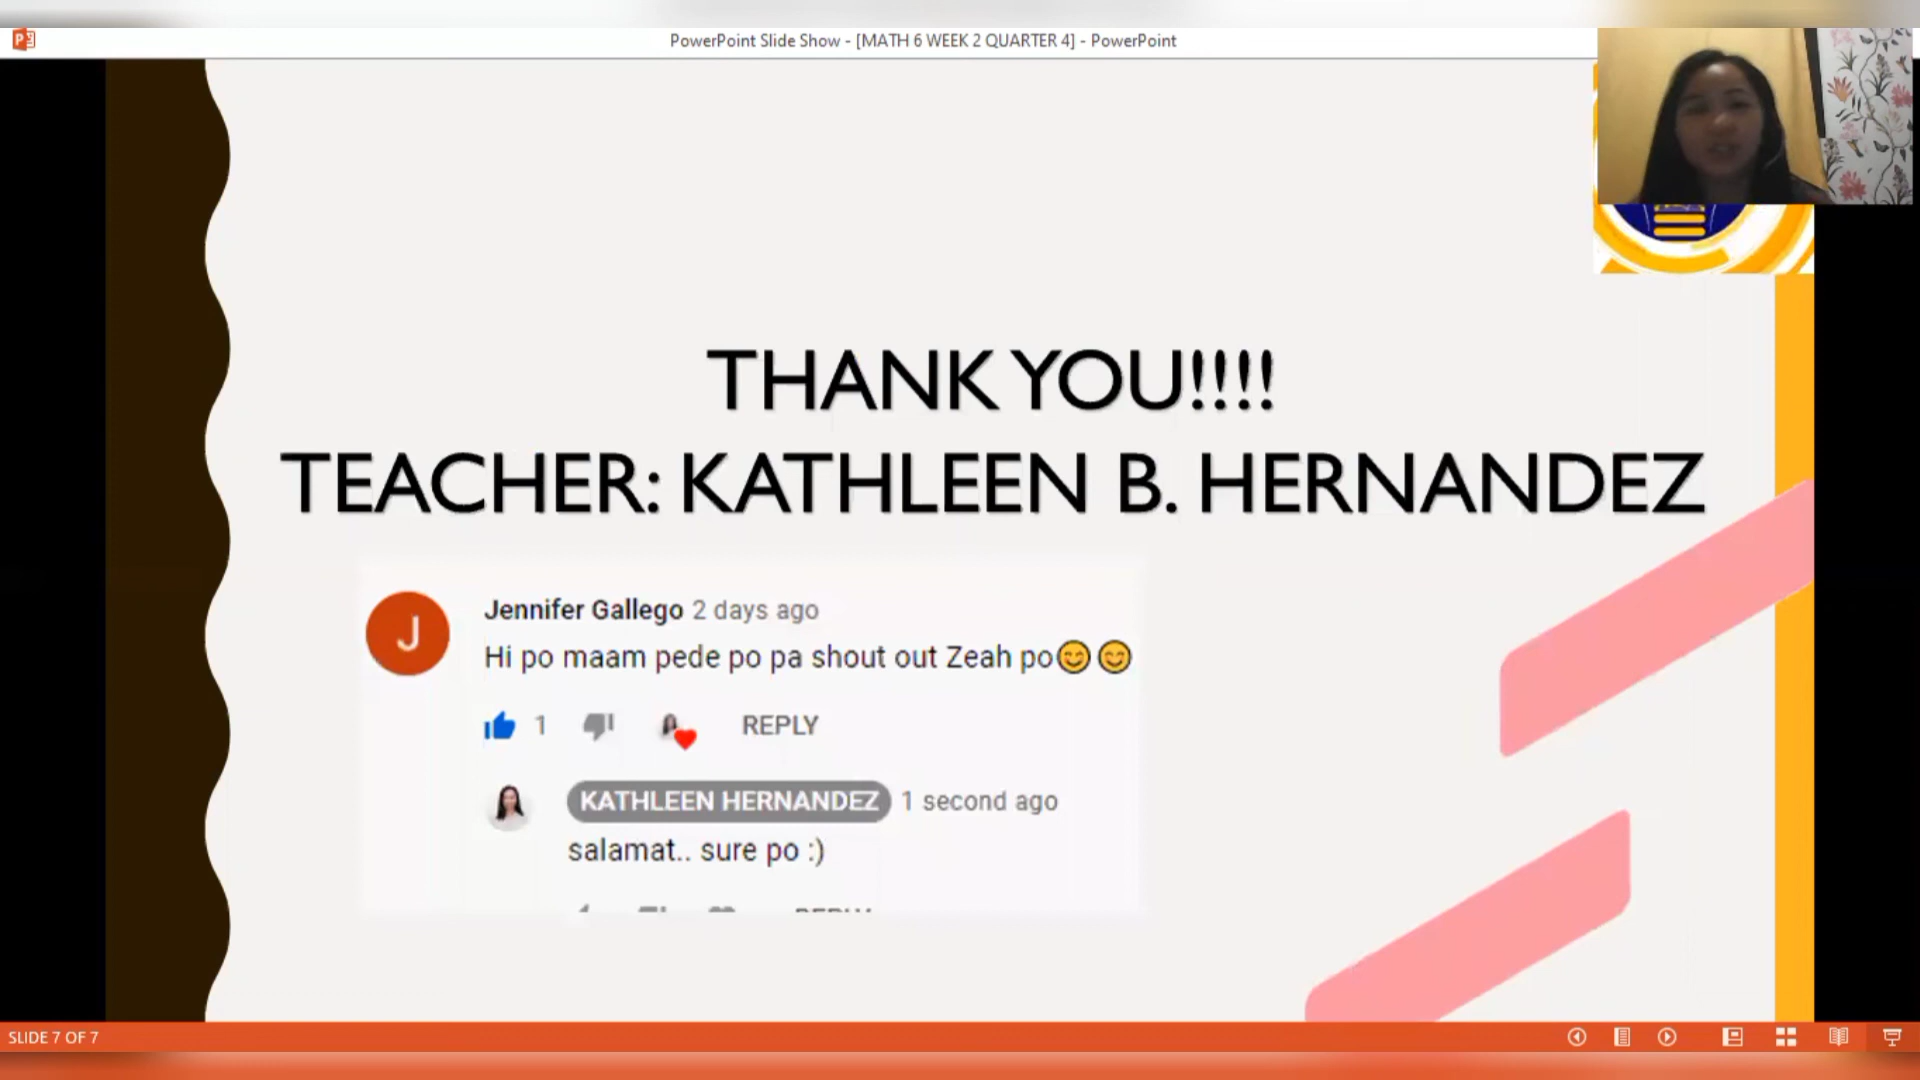 PowerPoint Slide Show - [MATH 6 WEEK 2 QUARTER 4] - PowerPoint
THANK YOU!!!!
TEACHER: KATHLEEN B. HERNANDEZ
J
Jennifer Gallego 2 days ago
Hi po maam pede po pa shout out Zeah po😊😊
1 REPLY
KATHLEEN HERNANDEZ 1 second ago
salamat.. sure po :)
SLIDE 7 OF 7